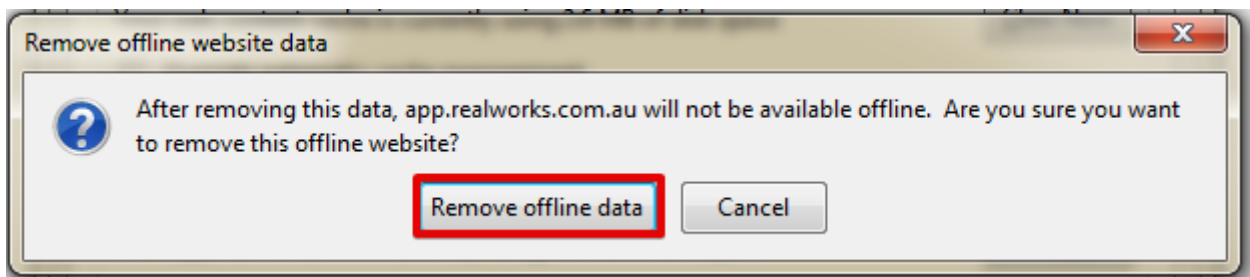 Remove offline website data
After removing this data, app.realworks.com.au will not be available offline. Are you sure you want
to remove this offline website?
Remove offline data
Cancel